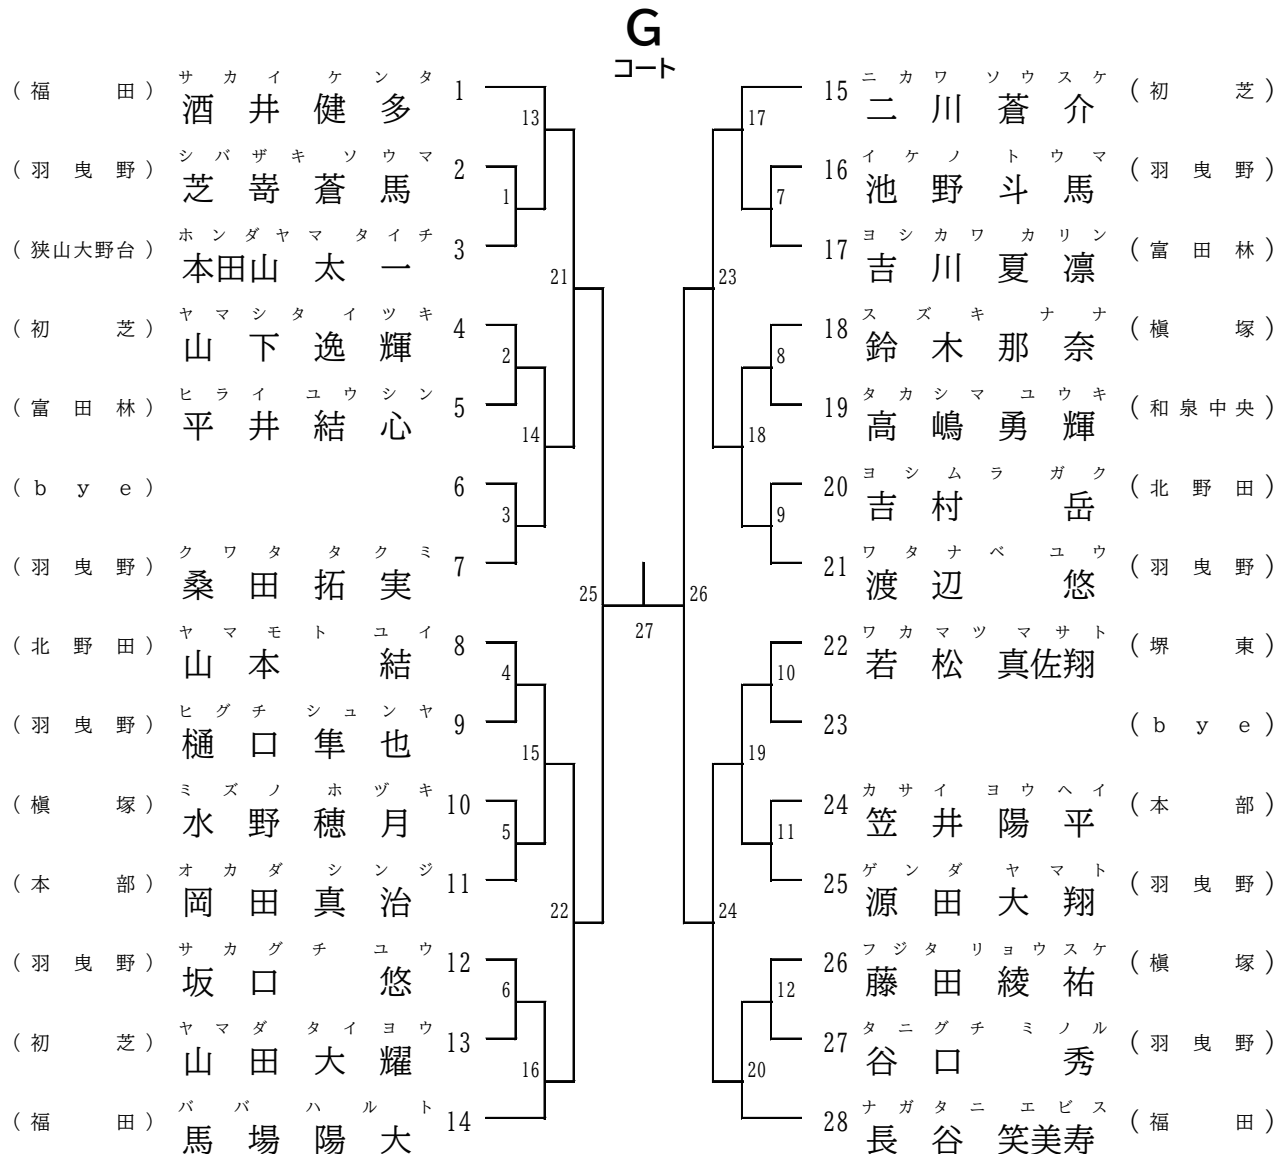 G
コート
サカイ ケンタ
(福田) 酒井健多 1
シバザキ ソウマ
(羽曳野) 芝嵜蒼馬 2
ホンダヤマ タイチ
(狭山大野台) 本田山太一 3
ヤマシタ イツキ
(初芝) 山下逸輝 4
ヒライ ユウシン
(富田林) 平井結心 5
(bye) 6
クワタ タクミ
(羽曳野) 桑田拓実 7
ヤマモト ユイ
(北野田) 山本結 8
ヒグチ シュンヤ
(羽曳野) 樋口隼也 9
ミズノ ホヅキ
(槇塚) 水野穂月 10
オカダ シンジ
(本部) 岡田真治 11
サカグチ ユウ
(羽曳野) 坂口悠 12
ヤマダ タイヨウ
(初芝) 山田大耀 13
ババ ハルト
(福田) 馬場陽大 14
13
1
21
2
14
3
25
4
15
5
22
6
16
27
17
7
23
8
18
9
26
10
19
11
24
12
20
ニカワ ソウスケ
15 二川蒼介 (初芝)
イケノ トウマ
16 池野斗馬 (羽曳野)
ヨシカワ カリン
17 吉川夏凛 (富田林)
スズキ ナナ
18 鈴木那奈 (槇塚)
タカシマ ユウキ
19 高嶋勇輝 (和泉中央)
ヨシムラ ガク
20 吉村岳 (北野田)
ワタナベ ユウ
21 渡辺悠 (羽曳野)
ワカマツ マサト
22 若松真佐翔 (堺東)
23 (bye)
カサイ ヨウヘイ
24 笠井陽平 (本部)
ゲンダ ヤマト
25 源田大翔 (羽曳野)
フジタ リョウスケ
26 藤田綾祐 (槇塚)
タニグチ ミノル
27 谷口秀 (羽曳野)
ナガタニ エビス
28 長谷笑美寿 (福田)